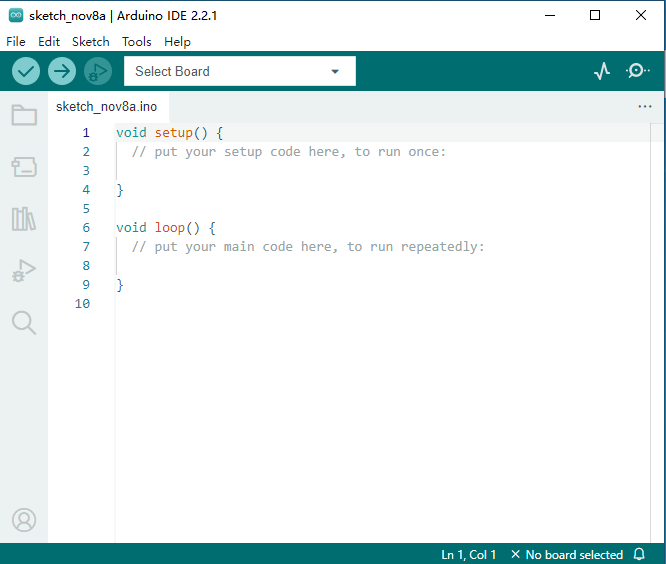 sketch_nov8a | Arduino IDE 2.2.1
File Edit Sketch Tools Help
Select Board
sketch_nov8a.ino
1 void setup() {
2 // put your setup code here, to run once:
3
4 }
5
6 void loop() {
7 // put your main code here, to run repeatedly:
8
9 }
10
Ln 1, Col 1 No board selected